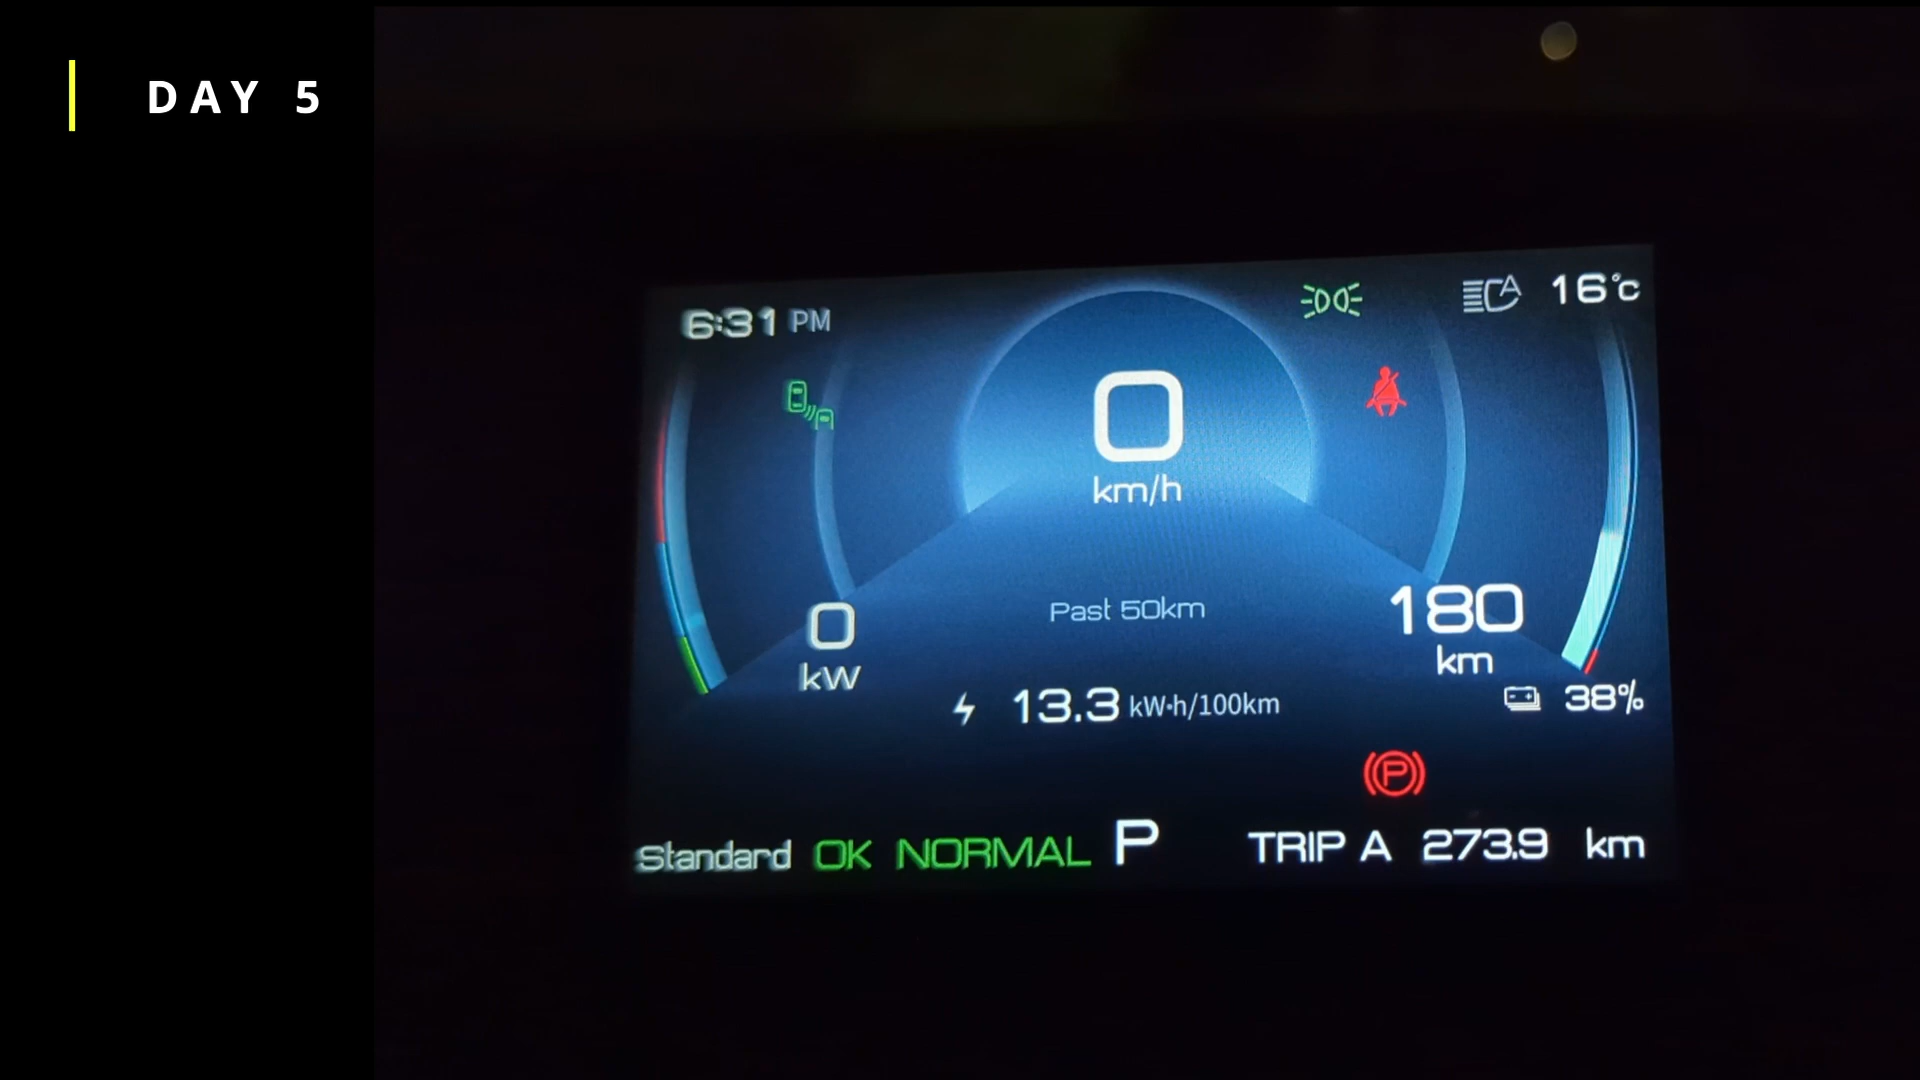 DAY 5
6:31 PM
16°C
0
km/h
Past 50km
0
kW
180
km
13.3 kW·h/100km
38%
P
Standard OK NORMAL P TRIP A 273.9 km